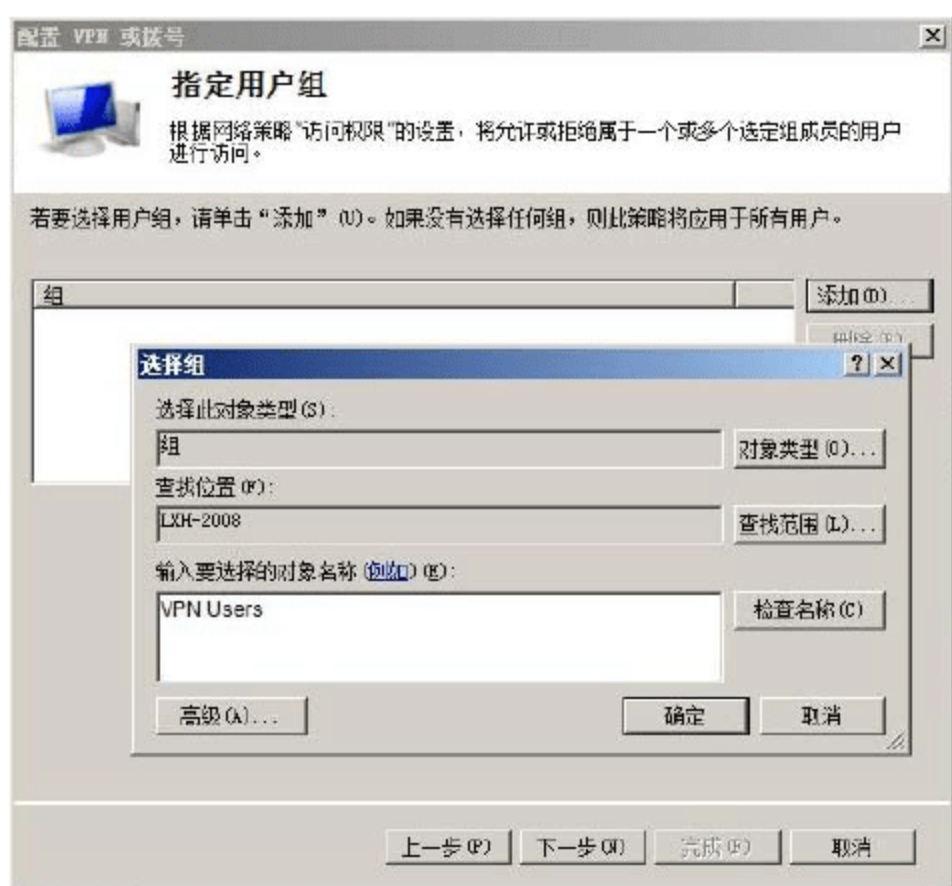 配置 VPN 或拨号
指定用户组
根据网络策略"访问权限"的设置，将允许或拒绝属于一个或多个选定组成员的用户
进行访问。
若要选择用户组，请单击“添加”(U)。如果没有选择任何组，则此策略将应用于所有用户。
组
添加(D)...
删除(R)
选择组
选择此对象类型(S):
组
对象类型(O)...
查找位置(F):
LXH-2008
查找范围(L)...
输入要选择的对象名称(例如)(E):
VPN Users
检查名称(C)
高级(A)...
确定
取消
上一步(P)
下一步(N)
完成(F)
取消